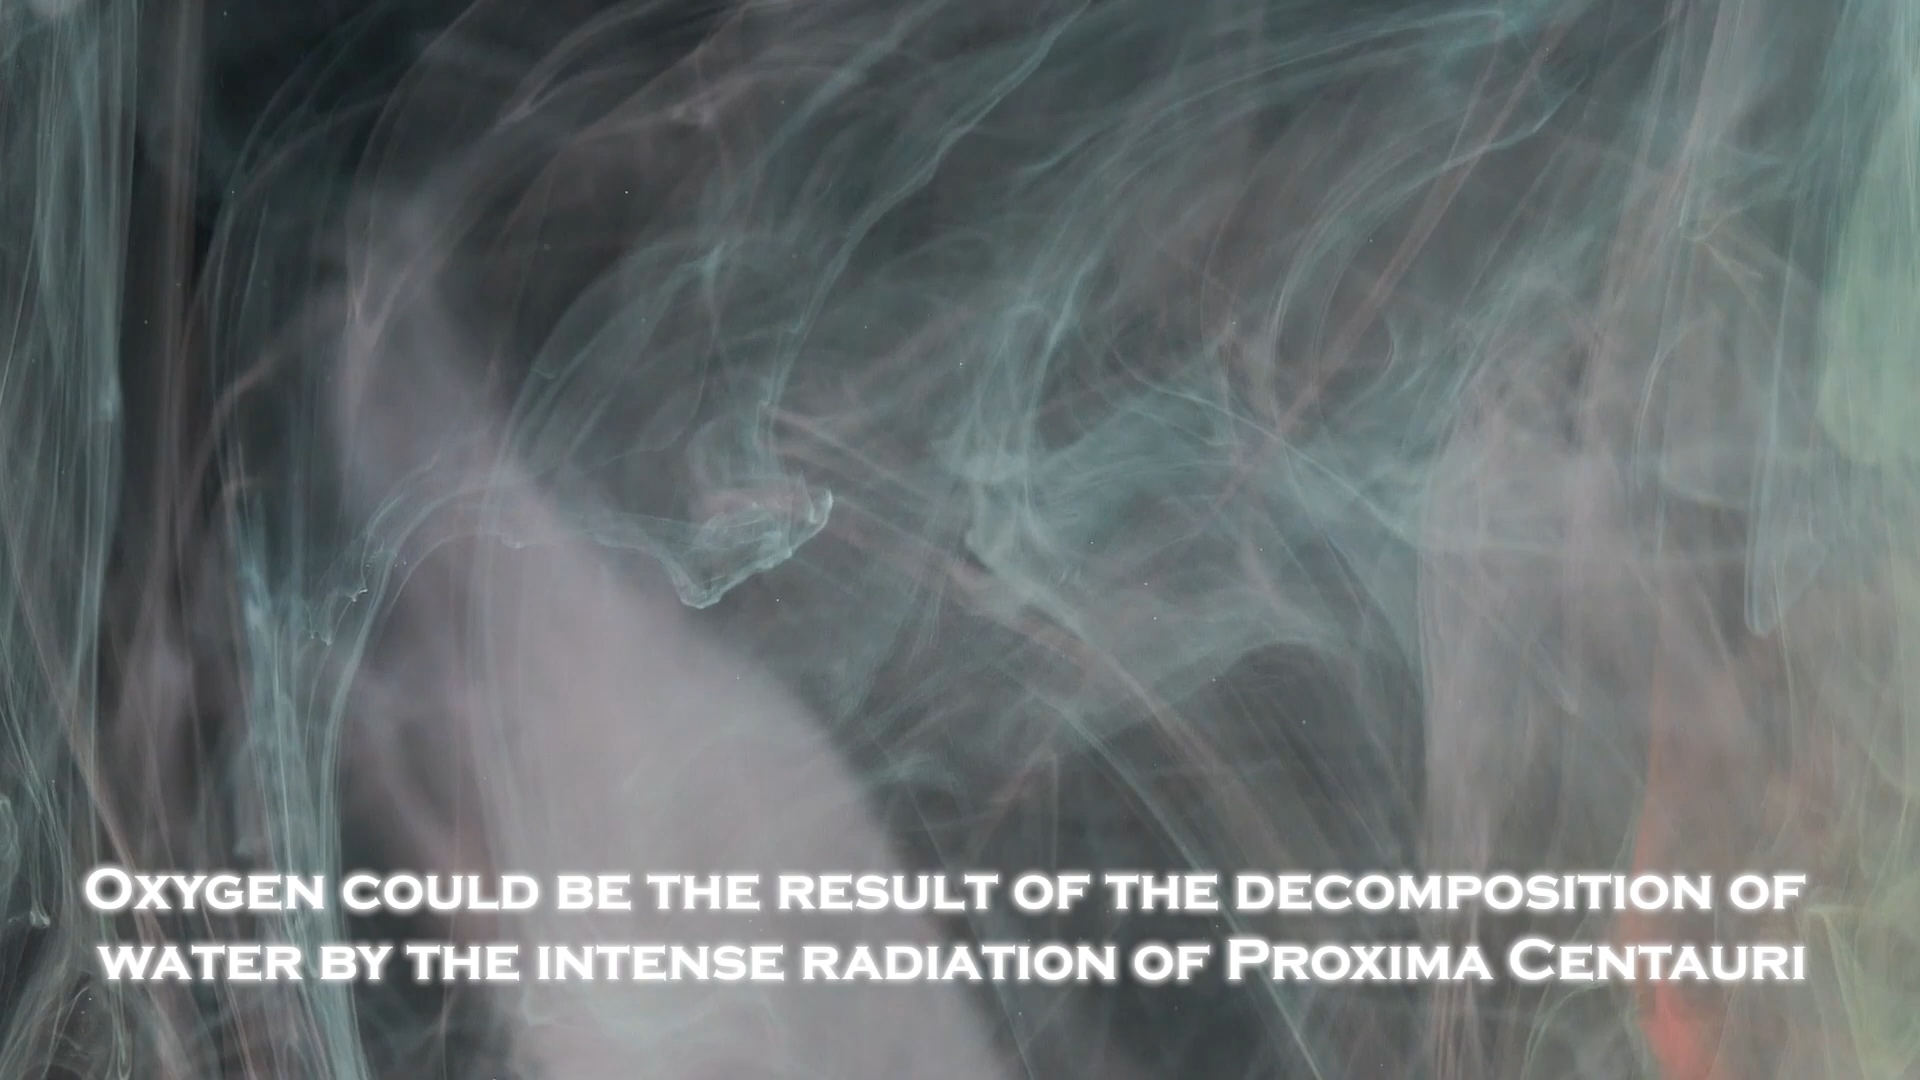 Oxygen could be the result of the decomposition of
water by the intense radiation of Proxima Centauri